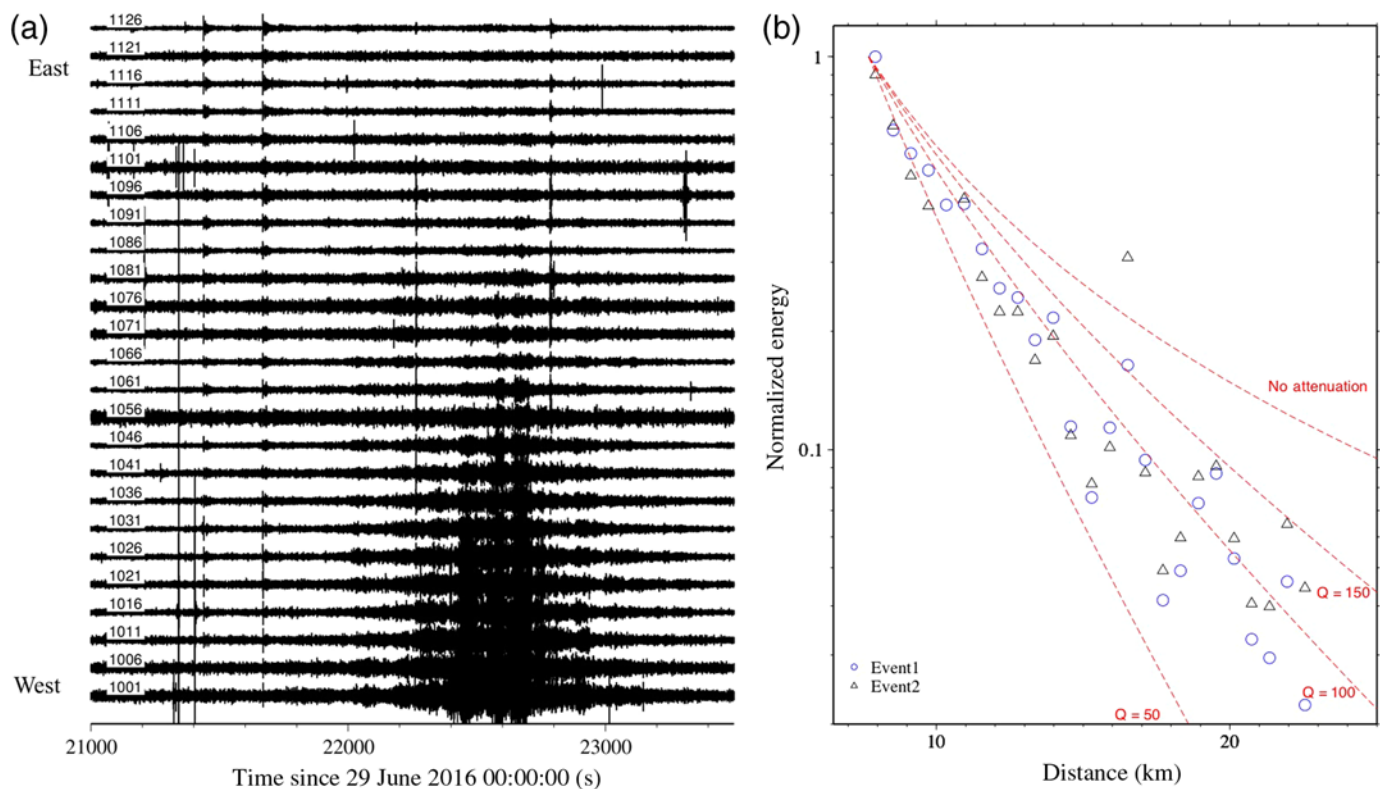 (a)
East
1126
1121
1116
1111
1106
1101
1096
1091
1086
1081
1076
1071
1066
1061
1056
1046
1041
1036
1031
1026
1021
1016
1011
1006
1001
West
21000 22000 23000
Time since 29 June 2016 00:00:00 (s)
(b)
1
0.1
Normalized energy
No attenuation
Q = 150
Q = 100
Q = 50
Event1
Event2
10 20
Distance (km)